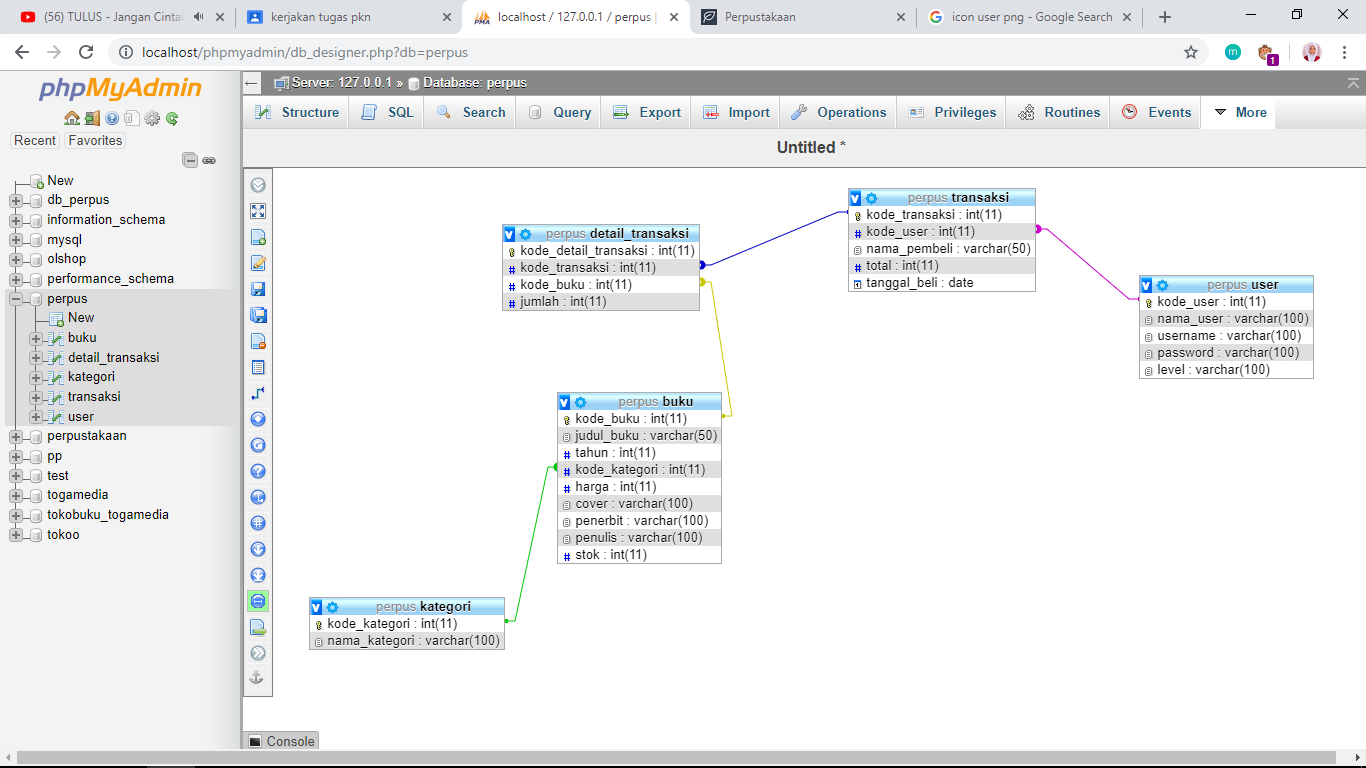 (56) TULUS - Jangan Cintai
kerjakan tugas pkn
localhost / 127.0.0.1 / perpus |
Perpustakaan
icon user png - Google Search
localhost/phpmyadmin/db_designer.php?db=perpus
m
1
phpMyAdmin
Recent
Favorites
New
db_perpus
information_schema
mysql
olshop
performance_schema
perpus
New
buku
detail_transaksi
kategori
transaksi
user
perpustakaan
pp
test
togamedia
tokobuku_togamedia
tokoo
Server: 127.0.0.1 » Database: perpus
Structure
SQL
Search
Query
Export
Import
Operations
Privileges
Routines
Events
More
Untitled *
perpus detail_transaksi
kode_detail_transaksi : int(11)
kode_transaksi : int(11)
kode_buku : int(11)
jumlah : int(11)
perpus transaksi
kode_transaksi : int(11)
kode_user : int(11)
nama_pembeli : varchar(50)
total : int(11)
tanggal_beli : date
perpus user
kode_user : int(11)
nama_user : varchar(100)
username : varchar(100)
password : varchar(100)
level : varchar(100)
perpus buku
kode_buku : int(11)
judul_buku : varchar(50)
tahun : int(11)
kode_kategori : int(11)
harga : int(11)
cover : varchar(100)
penerbit : varchar(100)
penulis : varchar(100)
stok : int(11)
perpus kategori
kode_kategori : int(11)
nama_kategori : varchar(100)
Console